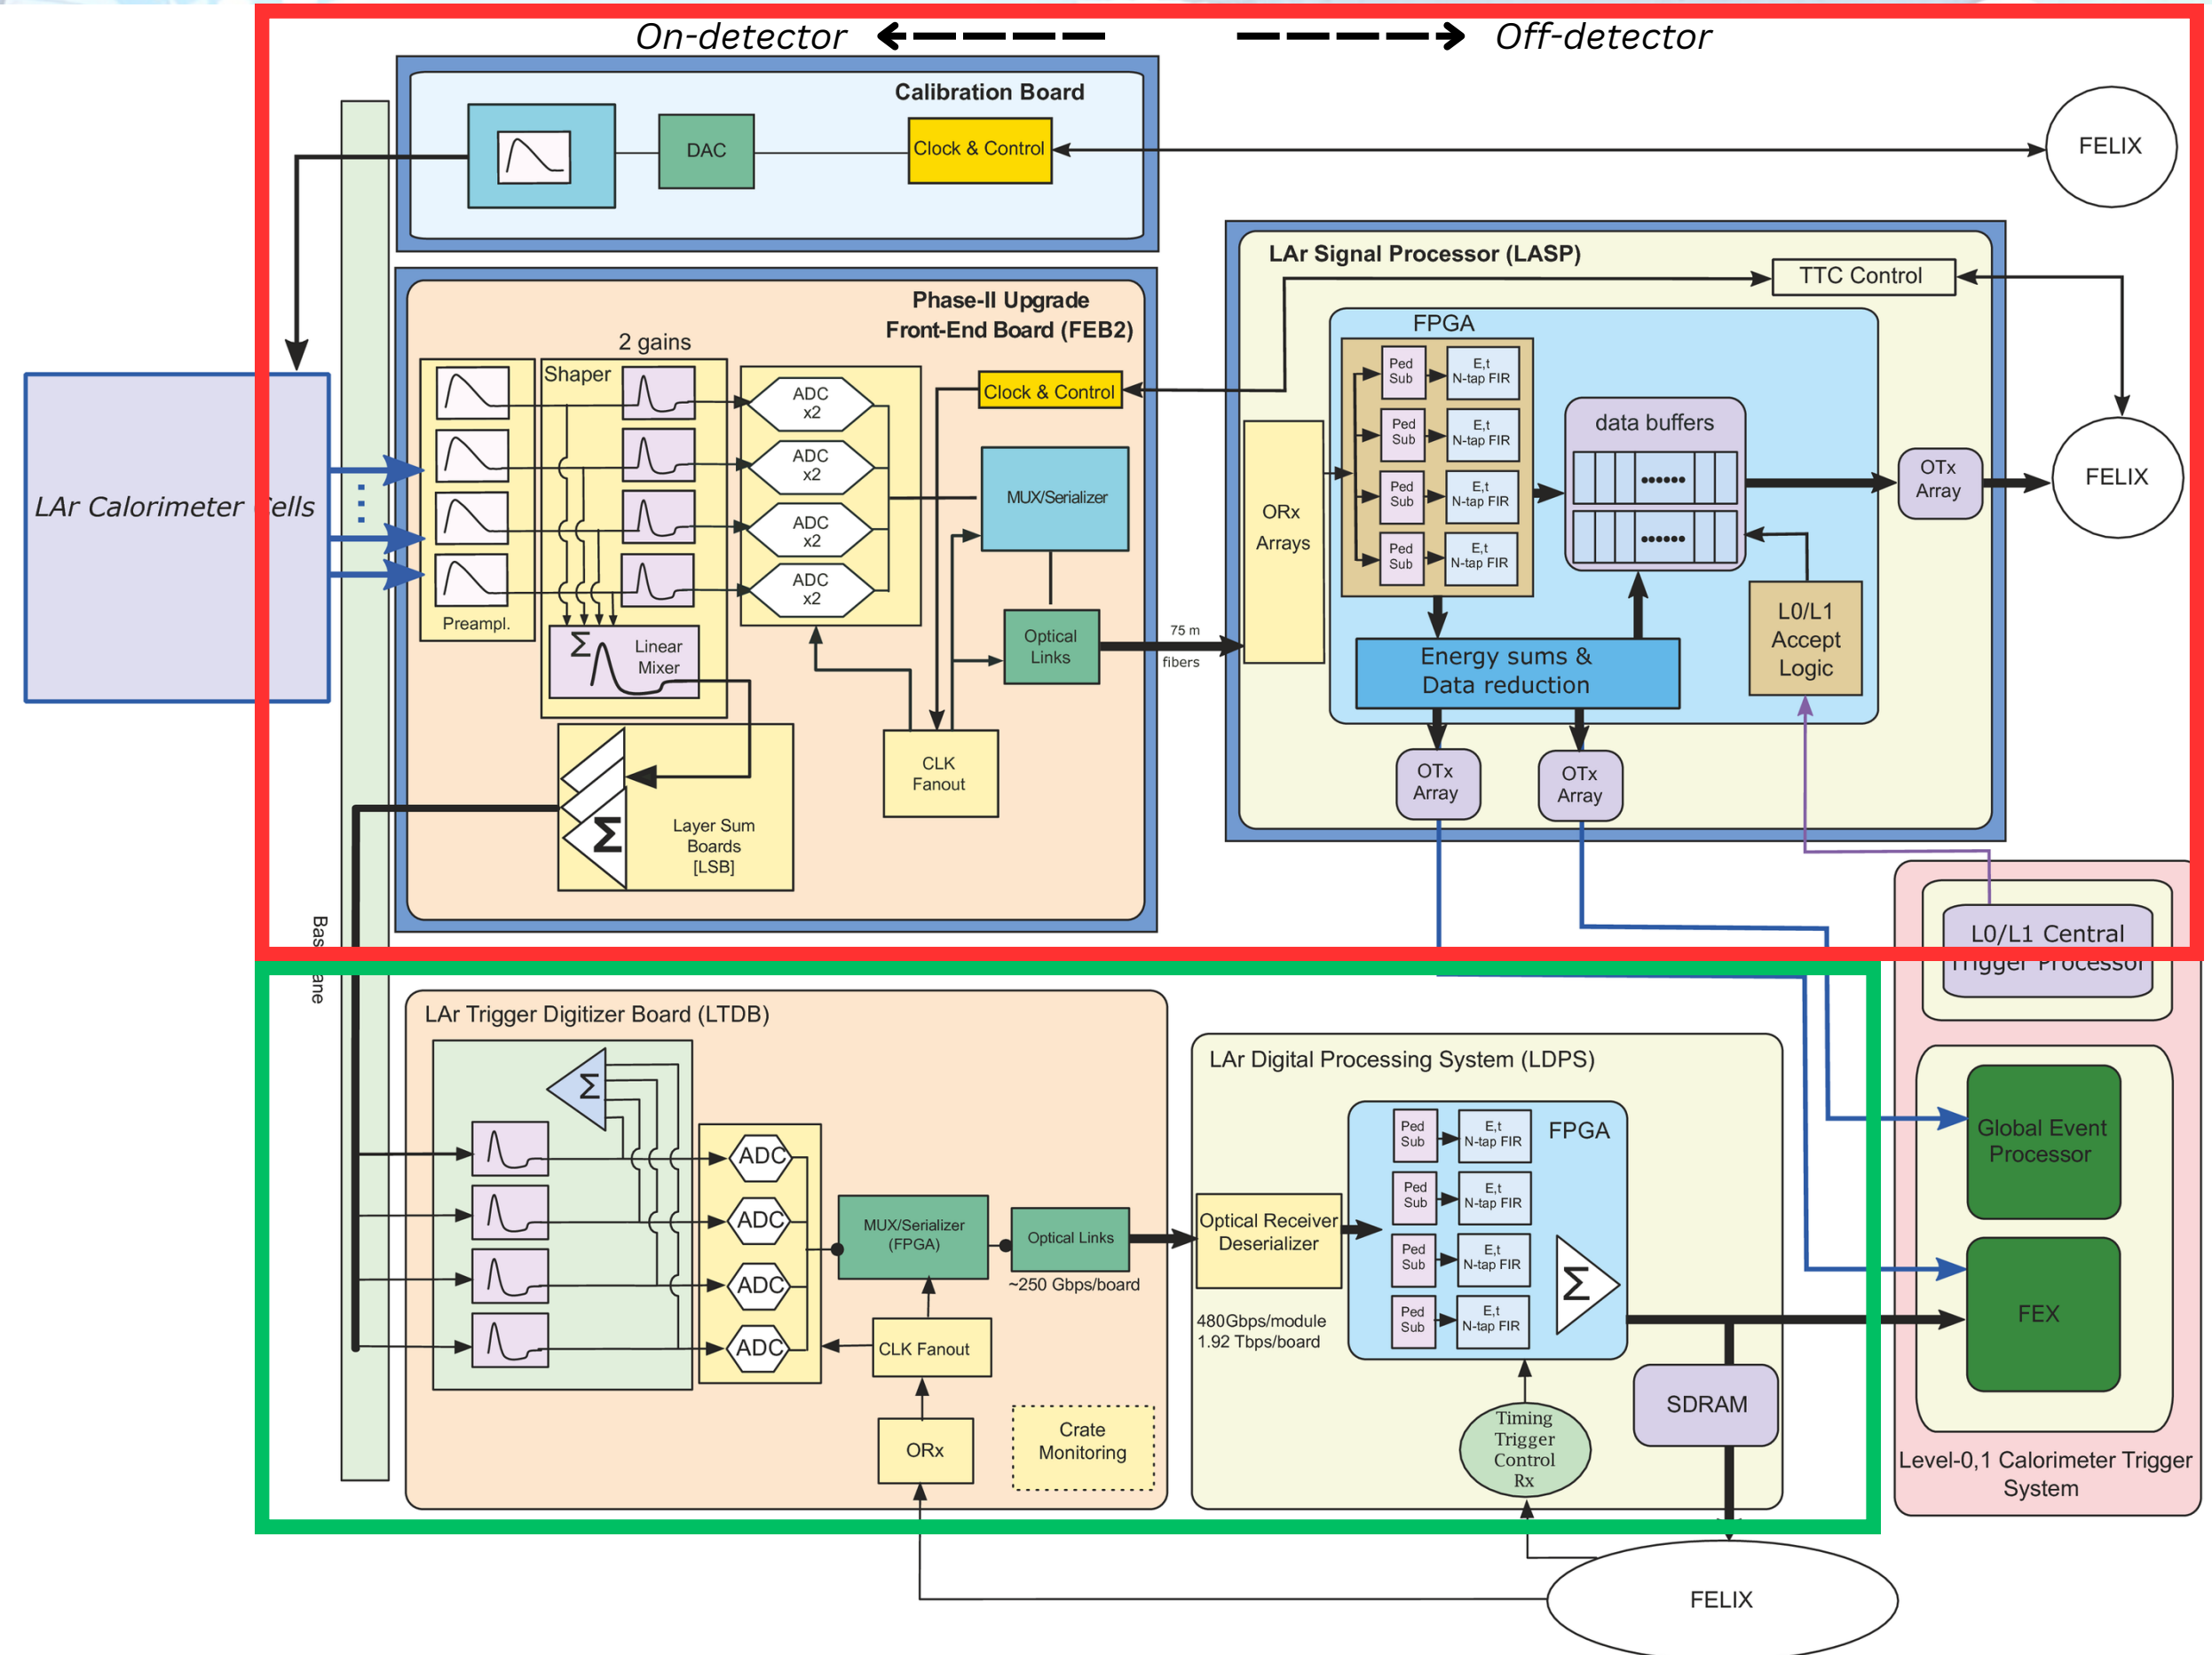 On-detector
Off-detector
Calibration Board
DAC
Clock & Control
FELIX
LAr Calorimeter Cells
Phase-II Upgrade
Front-End Board (FEB2)
2 gains
Shaper
Preampl.
ADC
x2
ADC
x2
ADC
x2
ADC
x2
Clock & Control
MUX/Serializer
Optical
Links
Σ
Linear
Mixer
CLK
Fanout
Σ
Layer Sum
Boards
[LSB]
75 m
fibers
LAr Signal Processor (LASP)
TTC Control
FPGA
ORx
Arrays
Ped
Sub
E,t
N-tap FIR
Ped
Sub
E,t
N-tap FIR
Ped
Sub
E,t
N-tap FIR
Ped
Sub
E,t
N-tap FIR
data buffers
L0/L1
Accept
Logic
Energy sums &
Data reduction
OTx
Array
OTx
Array
OTx
Array
FELIX
L0/L1 Central
Trigger Processor
LAr Trigger Digitizer Board (LTDB)
Σ
ADC
ADC
ADC
ADC
MUX/Serializer
(FPGA)
Optical Links
~250 Gbps/board
CLK Fanout
ORx
Crate
Monitoring
LAr Digital Processing System (LDPS)
Optical Receiver
Deserializer
480Gbps/module
1.92 Tbps/board
FPGA
Ped
Sub
E,t
N-tap FIR
Ped
Sub
E,t
N-tap FIR
Ped
Sub
E,t
N-tap FIR
Ped
Sub
E,t
N-tap FIR
Σ
Timing
Trigger
Control
Rx
SDRAM
Global Event
Processor
FEX
Level-0,1 Calorimeter Trigger
System
FELIX